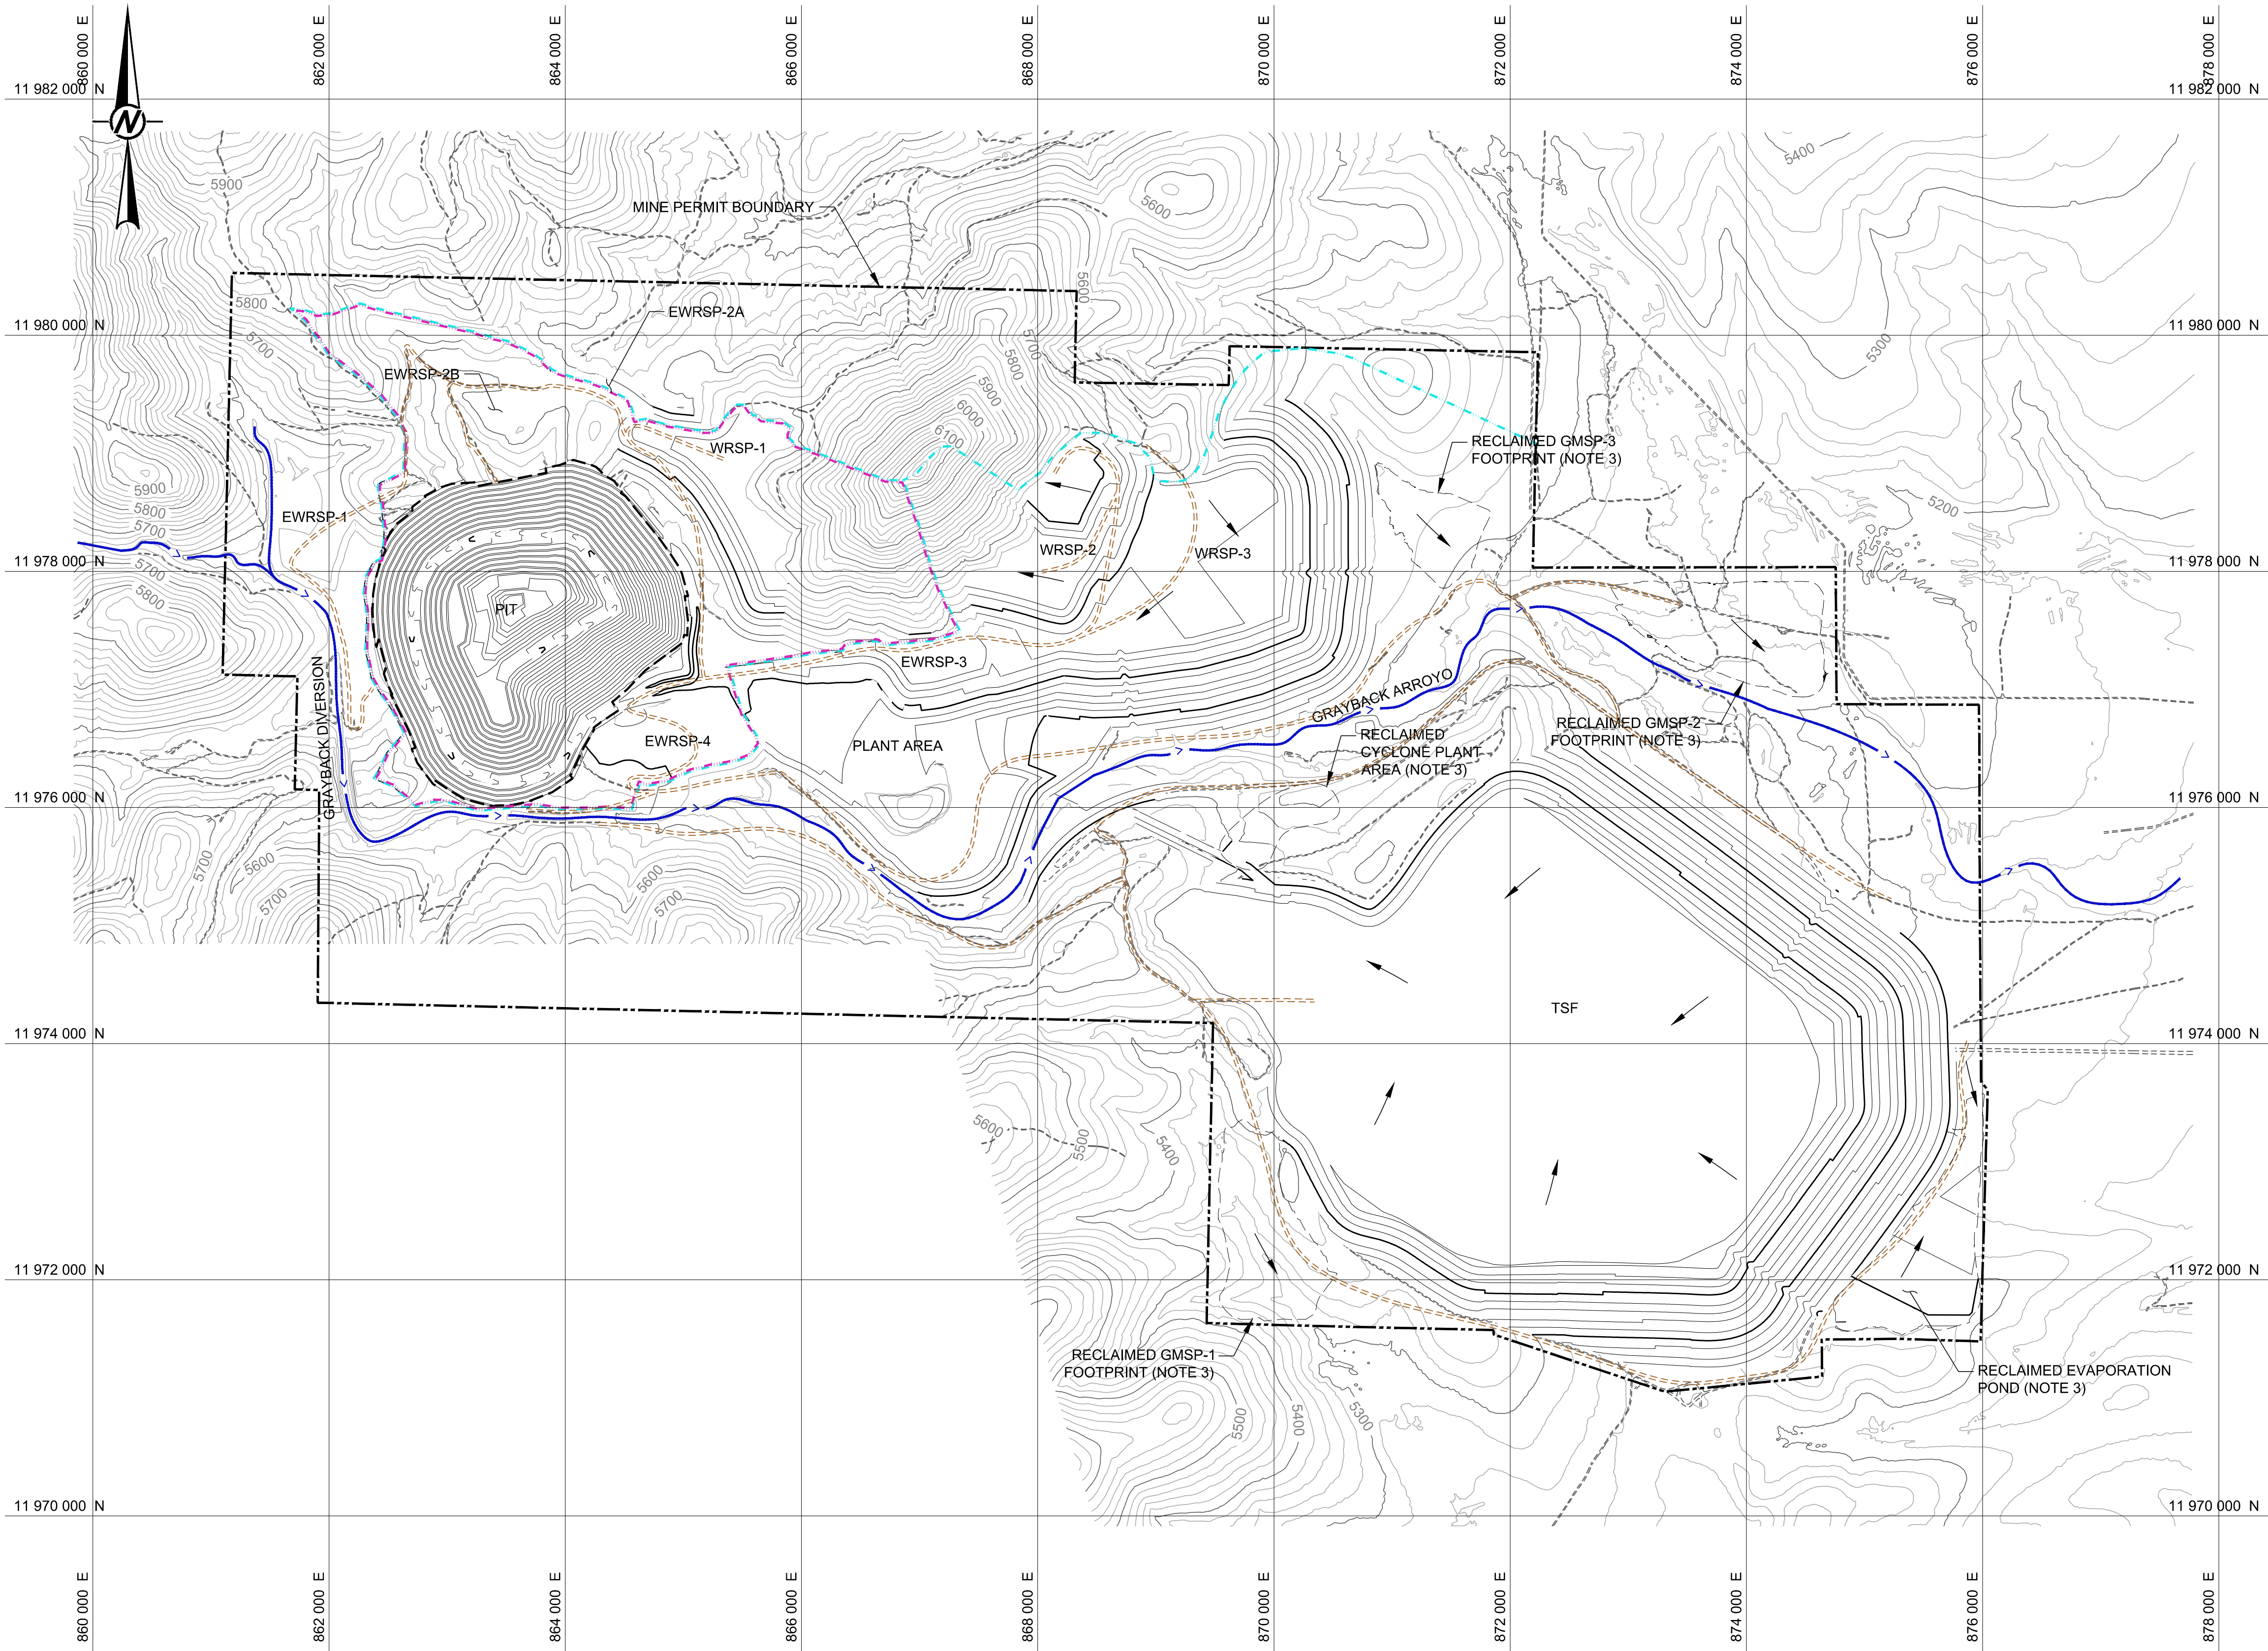 860 000 E
862 000 E
864 000 E
866 000 E
868 000 E
870 000 E
872 000 E
874 000 E
876 000 E
878 000 E
11 982 000 N
11 982 000 N
N
5400
5900
MINE PERMIT BOUNDARY
5600
5600
5800
EWRSP-2A
11 980 000 N
11 980 000 N
5700
5700
5800
5300
EWRSP-2B
5900
6000
6100
WRSP-1
RECLAIMED GMSP-3
FOOTPRINT (NOTE 3)
5900
5800
5700
5200
EWRSP-1
WRSP-2
WRSP-3
11 978 000 N
11 978 000 N
5700
5800
PIT
EWRSP-3
GRAYBACK DIVERSION
GRAYBACK ARROYO
RECLAIMED GMSP-2
FOOTPRINT (NOTE 3)
EWRSP-4
PLANT AREA
RECLAIMED
CYCLONE PLANT
AREA (NOTE 3)
11 976 000 N
11 976 000 N
5700
5600
5700
5600
5700
TSF
11 974 000 N
11 974 000 N
5600
5500
5400
11 972 000 N
11 972 000 N
RECLAIMED GMSP-1
FOOTPRINT (NOTE 3)
RECLAIMED EVAPORATION
POND (NOTE 3)
5500
5400
5300
11 970 000 N
11 970 000 N
860 000 E
862 000 E
864 000 E
866 000 E
868 000 E
870 000 E
872 000 E
874 000 E
876 000 E
878 000 E